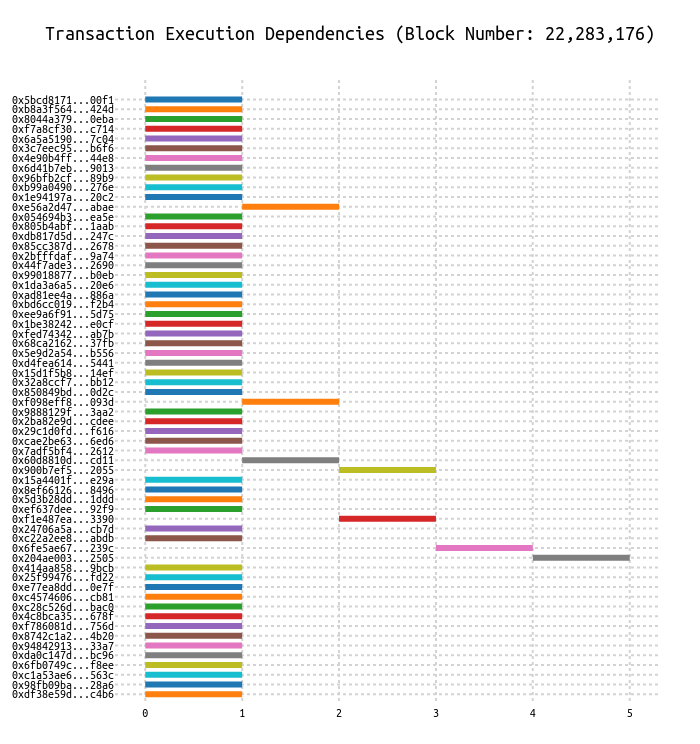 Transaction Execution Dependencies (Block Number: 22,283,176)
0x5bcd8171...00f1
0xb8a3f564...424d
0x8044a379...0eba
0xf7a8cf30...c714
0x6a5a5190...7c04
0x3c7eec95...b6f6
0x4e90b4ff...44e8
0x6d41b7eb...9013
0x96bfb2cf...89b9
0xb99a0490...276e
0x1e94197a...20c2
0xe56a2d47...abae
0x054694b3...ea5e
0x805b4abf...1aab
0xdb817d5d...247c
0x85cc387d...2678
0x2bfffdaf...9a74
0x44f7ade3...2690
0x99018877...b0eb
0x1da3a6a5...20e6
0xad81ee4a...886a
0xbd6cc019...f2b4
0xee9a6f91...5d75
0x1be38242...e0cf
0xfed74342...ab7b
0x68ca2162...37fb
0x5e9d2a54...b556
0xd4fea614...5441
0x15d1f5b8...14ef
0x32a8ccf7...bb12
0x850849bd...0d2c
0xf098eff8...093d
0x9888129f...3aa2
0x2ba82e9d...cdee
0x29c1d0fd...f616
0xcae2be63...6ed6
0x7adf5bf4...2612
0x60d8810d...cd11
0x900b7ef5...2055
0x15a4401f...e29a
0x8ef66126...8496
0x5d3b28dd...1ddd
0xef637dee...92f9
0xf1e487ea...3390
0x24706a5a...cb7d
0xc22a2ee8...abdb
0x6fe5ae67...239c
0x204ae003...2505
0x414aa858...9bcb
0x25f99476...fd22
0xe77ea8dd...0e7f
0xc4574606...cb81
0xc28c526d...bac0
0x4c8bca35...678f
0xf786081d...756d
0x8742c1a2...4b20
0x94842913...33a7
0xda0c147d...bc96
0x6fb0749c...f8ee
0xc1a53ae6...563c
0x98fb09ba...28a6
0xdf38e59d...c4b6
0 1 2 3 4 5